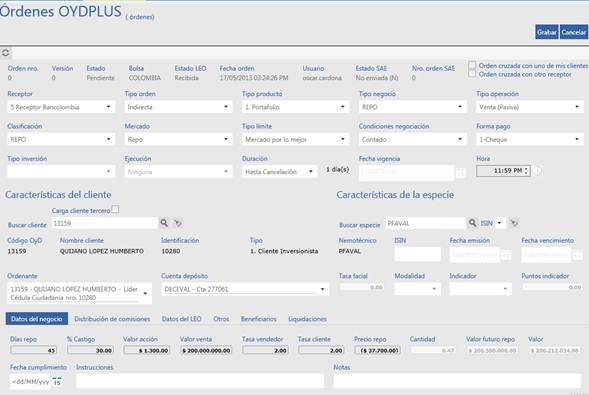 Órdenes OYDPLUS ( órdenes)
Grabar Cancelar
Orden nro. Versión Estado Bolsa Estado LEO Fecha orden Usuario Estado SAE Nro. orden SAE Orden cruzada con uno de mis clientes
0 0 Pendiente COLOMBIA Recibida 17/05/2013 03:24:26 PM oscar.cardona No enviada (N) 0 Orden cruzada con otro receptor
Receptor Tipo orden Tipo producto Tipo negocio Tipo operación
5 Receptor Bancolombia Indirecta 1. Portafolio REPO Venta (Pasiva)
Clasificación Mercado Tipo límite Condiciones negociación Forma pago
REPO Repo Mercado por lo mejor Contado 1-Cheque
Tipo inversión Ejecución Duración Fecha vigencia Hora
Ninguna Hasta Cancelación 1 día(s) 11:59 PM
Características del cliente Características de la especie
Carga cliente tercero
Buscar cliente 13159 Buscar especie PFAVAL ISIN
Código OyD Nombre cliente Identificación Tipo Nemotécnico ISIN Fecha emisión Fecha vencimiento
13159 QUIJANO LOPEZ HUMBERTO 10280 1. Cliente Inversionista PFAVAL
Ordenante Cuenta depósito Tasa facial Modalidad Indicador Puntos indicador
13159 - QUIJANO LOPEZ HUMBERTO - Líder DECEVAL - Cta 277061 0.00 0.00
Cédula Ciudadanía nro. 10280
Datos del negocio Distribución de comisiones Datos del LEO Otros Beneficiarios Liquidaciones
Días repo % Castigo Valor acción Valor venta Tasa vendedor Tasa cliente Precio repo Cantidad Valor futuro repo Valor
45 30.00 $ 1.300.00 $ 200.000.000.00 2.00 2.00 ($ 37.700.00) 0.47
Fecha cumplimiento Instrucciones Notas
<dd/MM/yyy 15